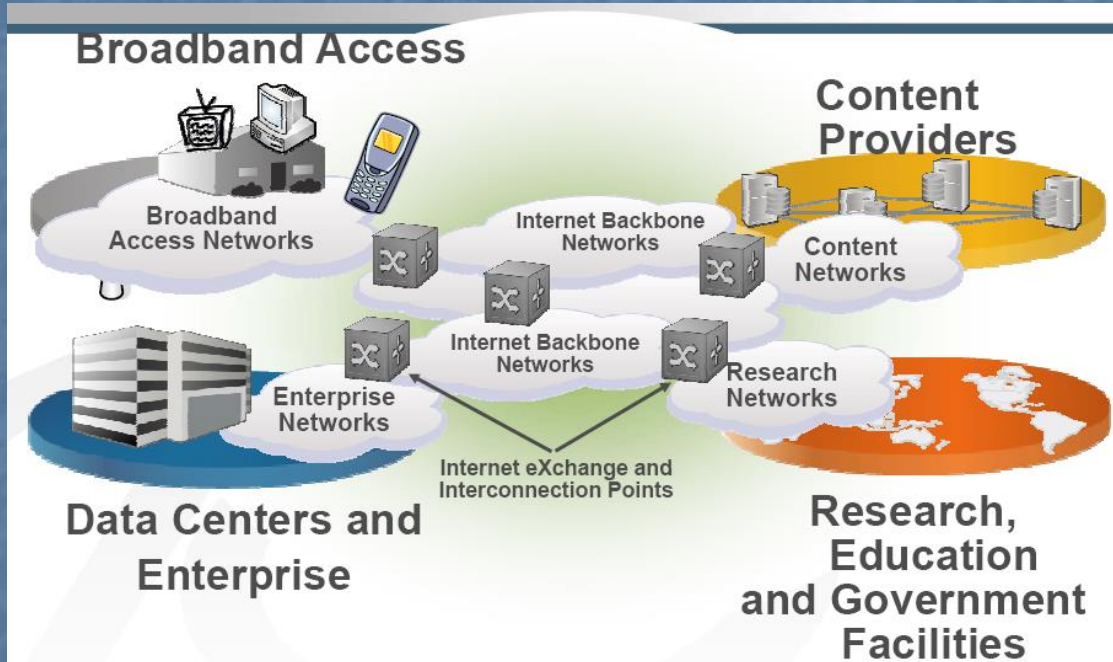 Broadband Access
Content
Providers
Broadband
Access Networks
Internet Backbone
Networks
Content
Networks
Internet Backbone
Networks
Enterprise
Networks
Research
Networks
Internet eXchange and
Interconnection Points
Data Centers and
Enterprise
Research,
Education
and Government
Facilities